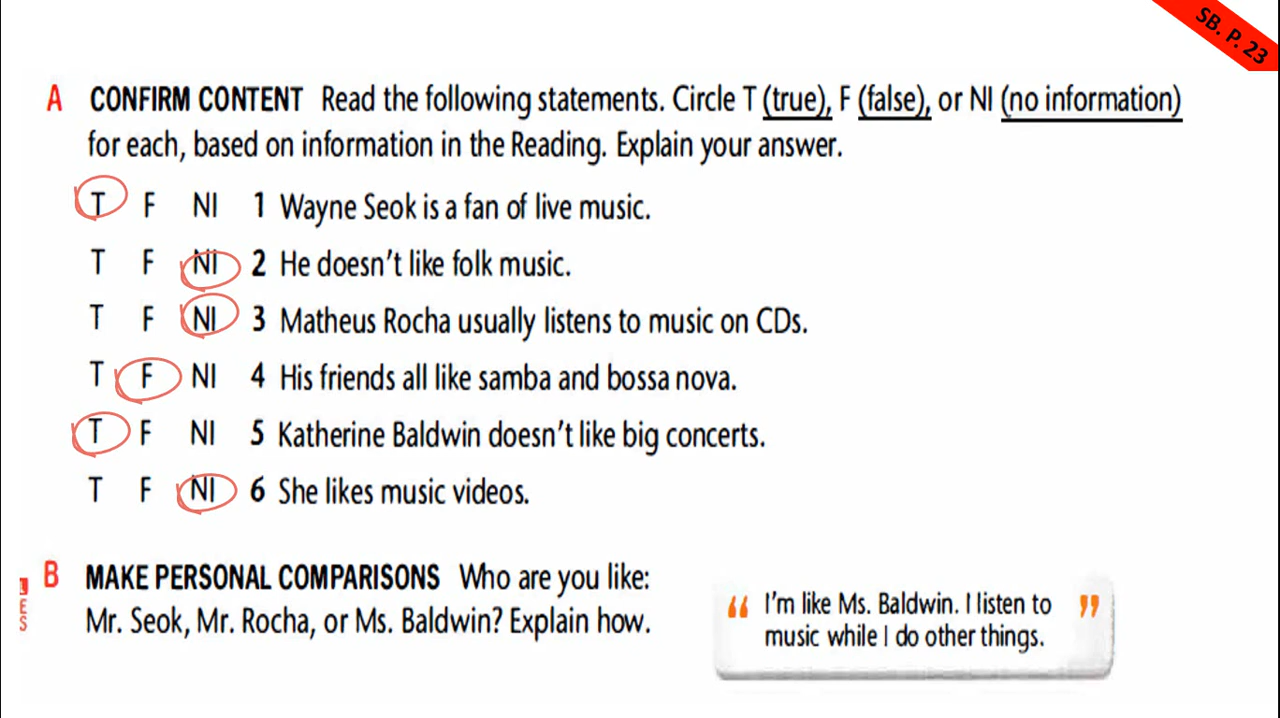 SB. P. 23
A CONFIRM CONTENT Read the following statements. Circle T (true), F (false), or NI (no information)
for each, based on information in the Reading. Explain your answer.
T F NI 1 Wayne Seok is a fan of live music.
T F NI 2 He doesn't like folk music.
T F NI 3 Matheus Rocha usually listens to music on CDs.
T F NI 4 His friends all like samba and bossa nova.
T F NI 5 Katherine Baldwin doesn't like big concerts.
T F NI 6 She likes music videos.
B MAKE PERSONAL COMPARISONS Who are you like:
Mr. Seok, Mr. Rocha, or Ms. Baldwin? Explain how.
“ I'm like Ms. Baldwin. I listen to ”
music while I do other things.
L
E
S